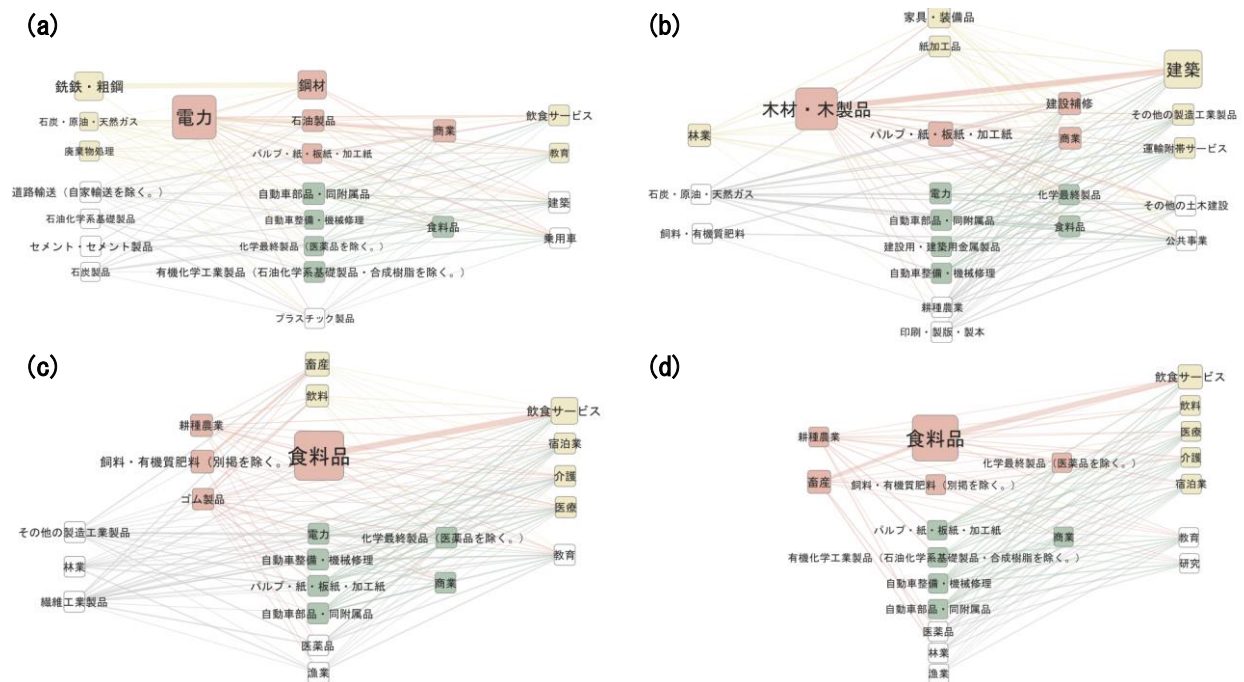 (a)
銑鉄・粗鋼
電力
鋼材
石炭・原油・天然ガス
石油製品
商業
飲食サービス
廃棄物処理
パルプ・紙・板紙・加工紙
教育
道路輸送（自家輸送を除く。）
自動車部品・同附属品
建築
石油化学系基礎製品
自動車整備・機械修理
食料品
乗用車
セメント・セメント製品
化学最終製品（医薬品を除く。）
石炭製品
有機化学工業製品（石油化学系基礎製品・合成樹脂を除く。）
プラスチック製品
(b)
家具・装備品
紙加工品
建築
木材・木製品
建設補修
その他の製造工業製品
林業
パルプ・紙・板紙・加工紙
商業
運輸附帯サービス
石炭・原油・天然ガス
電力
化学最終製品
その他の土木建設
飼料・有機質肥料
自動車部品・同附属品
食料品
公共事業
建設用・建築用金属製品
自動車整備・機械修理
耕種農業
印刷・製版・製本
(c)
畜産
飲料
飲食サービス
耕種農業
食料品
宿泊業
飼料・有機質肥料（別掲を除く。
介護
ゴム製品
医療
その他の製造工業製品
電力
化学最終製品（医薬品を除く。）
林業
自動車整備・機械修理
教育
繊維工業製品
パルプ・紙・板紙・加工紙
商業
自動車部品・同附属品
医薬品
漁業
(d)
飲食サービス
飲料
耕種農業
食料品
医療
化学最終製品（医薬品を除く。）
介護
畜産
飼料・有機質肥料（別掲を除く。）
宿泊業
パルプ・紙・板紙・加工紙
商業
教育
有機化学工業製品（石油化学系基礎製品・合成樹脂を除く。）
研究
自動車整備・機械修理
自動車部品・同附属品
医薬品
林業
漁業